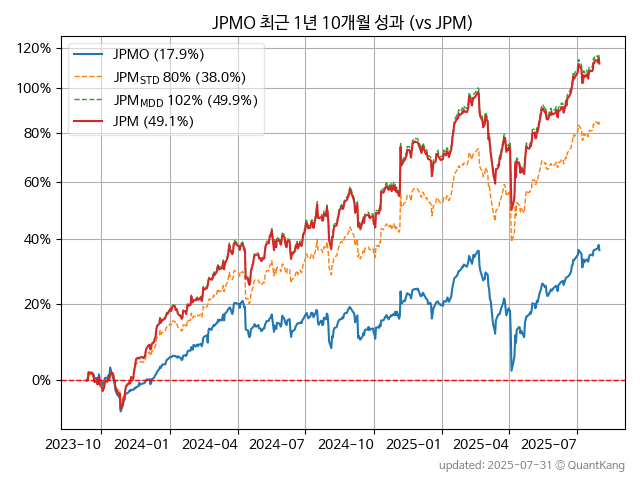 JPMO 최근 1년 10개월 성과 (vs JPM)
JPMO (17.9%)
JPM_STD 80% (38.0%)
JPM_MDD 102% (49.9%)
JPM (49.1%)
120%
100%
80%
60%
40%
20%
0%
2023-10 2024-01 2024-04 2024-07 2024-10 2025-01 2025-04 2025-07
updated: 2025-07-31 © QuantKang